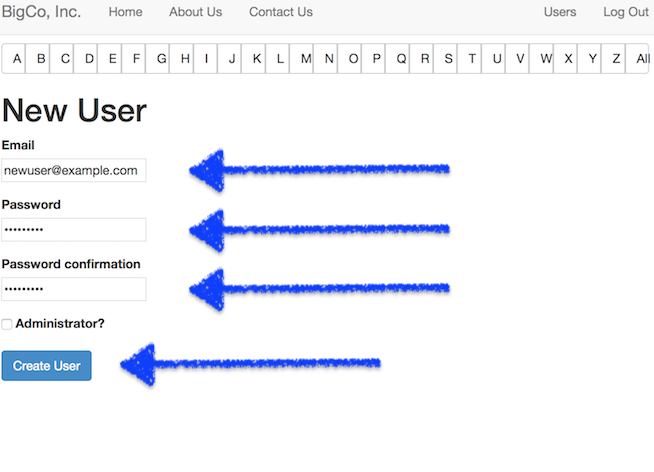 BigCo, Inc. Home About Us Contact Us Users Log Out
A B C D E F G H I J K L M N O P Q R S T U V W X Y Z All
New User
Email
newuser@example.com
Password
•••••••••
Password confirmation
•••••••••
Administrator?
Create User